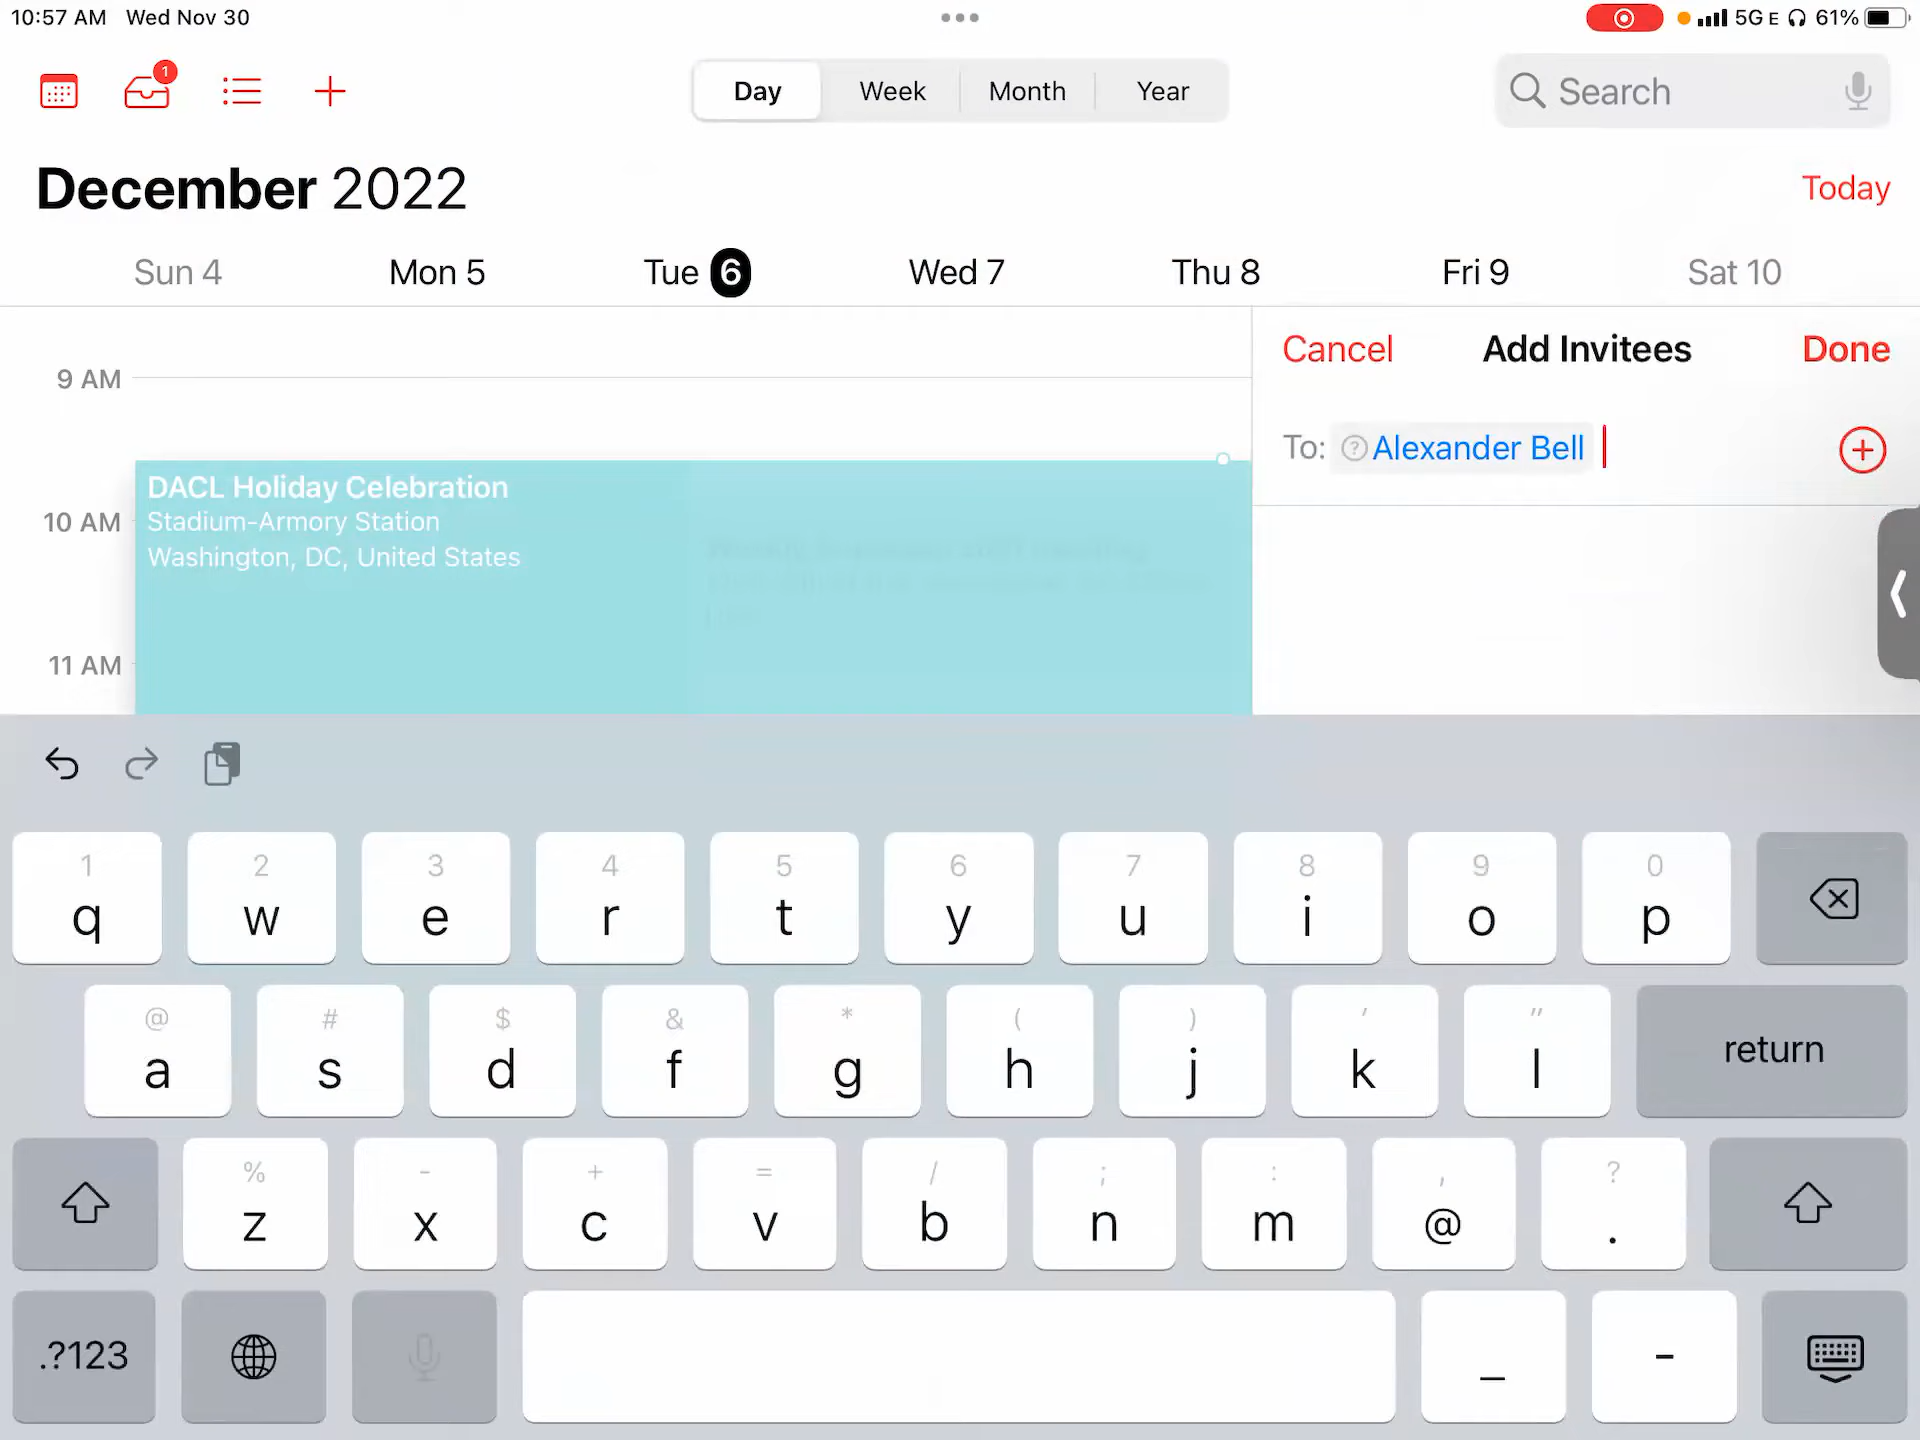 10:57 AM Wed Nov 30
5G E 61%
1
Day Week Month Year
Search
December 2022
Today
Sun 4 Mon 5 Tue 6 Wed 7 Thu 8 Fri 9 Sat 10
Cancel Add Invitees Done
To: Alexander Bell
9 AM
10 AM
11 AM
DACL Holiday Celebration
Stadium-Armory Station
Washington, DC, United States
1 2 3 4 5 6 7 8 9 0
q w e r t y u i o p
@ # $ & * ( ) ' "
a s d f g h j k l return
% - + = / ; : , ?
z x c v b n m @ .
.?123 _ -